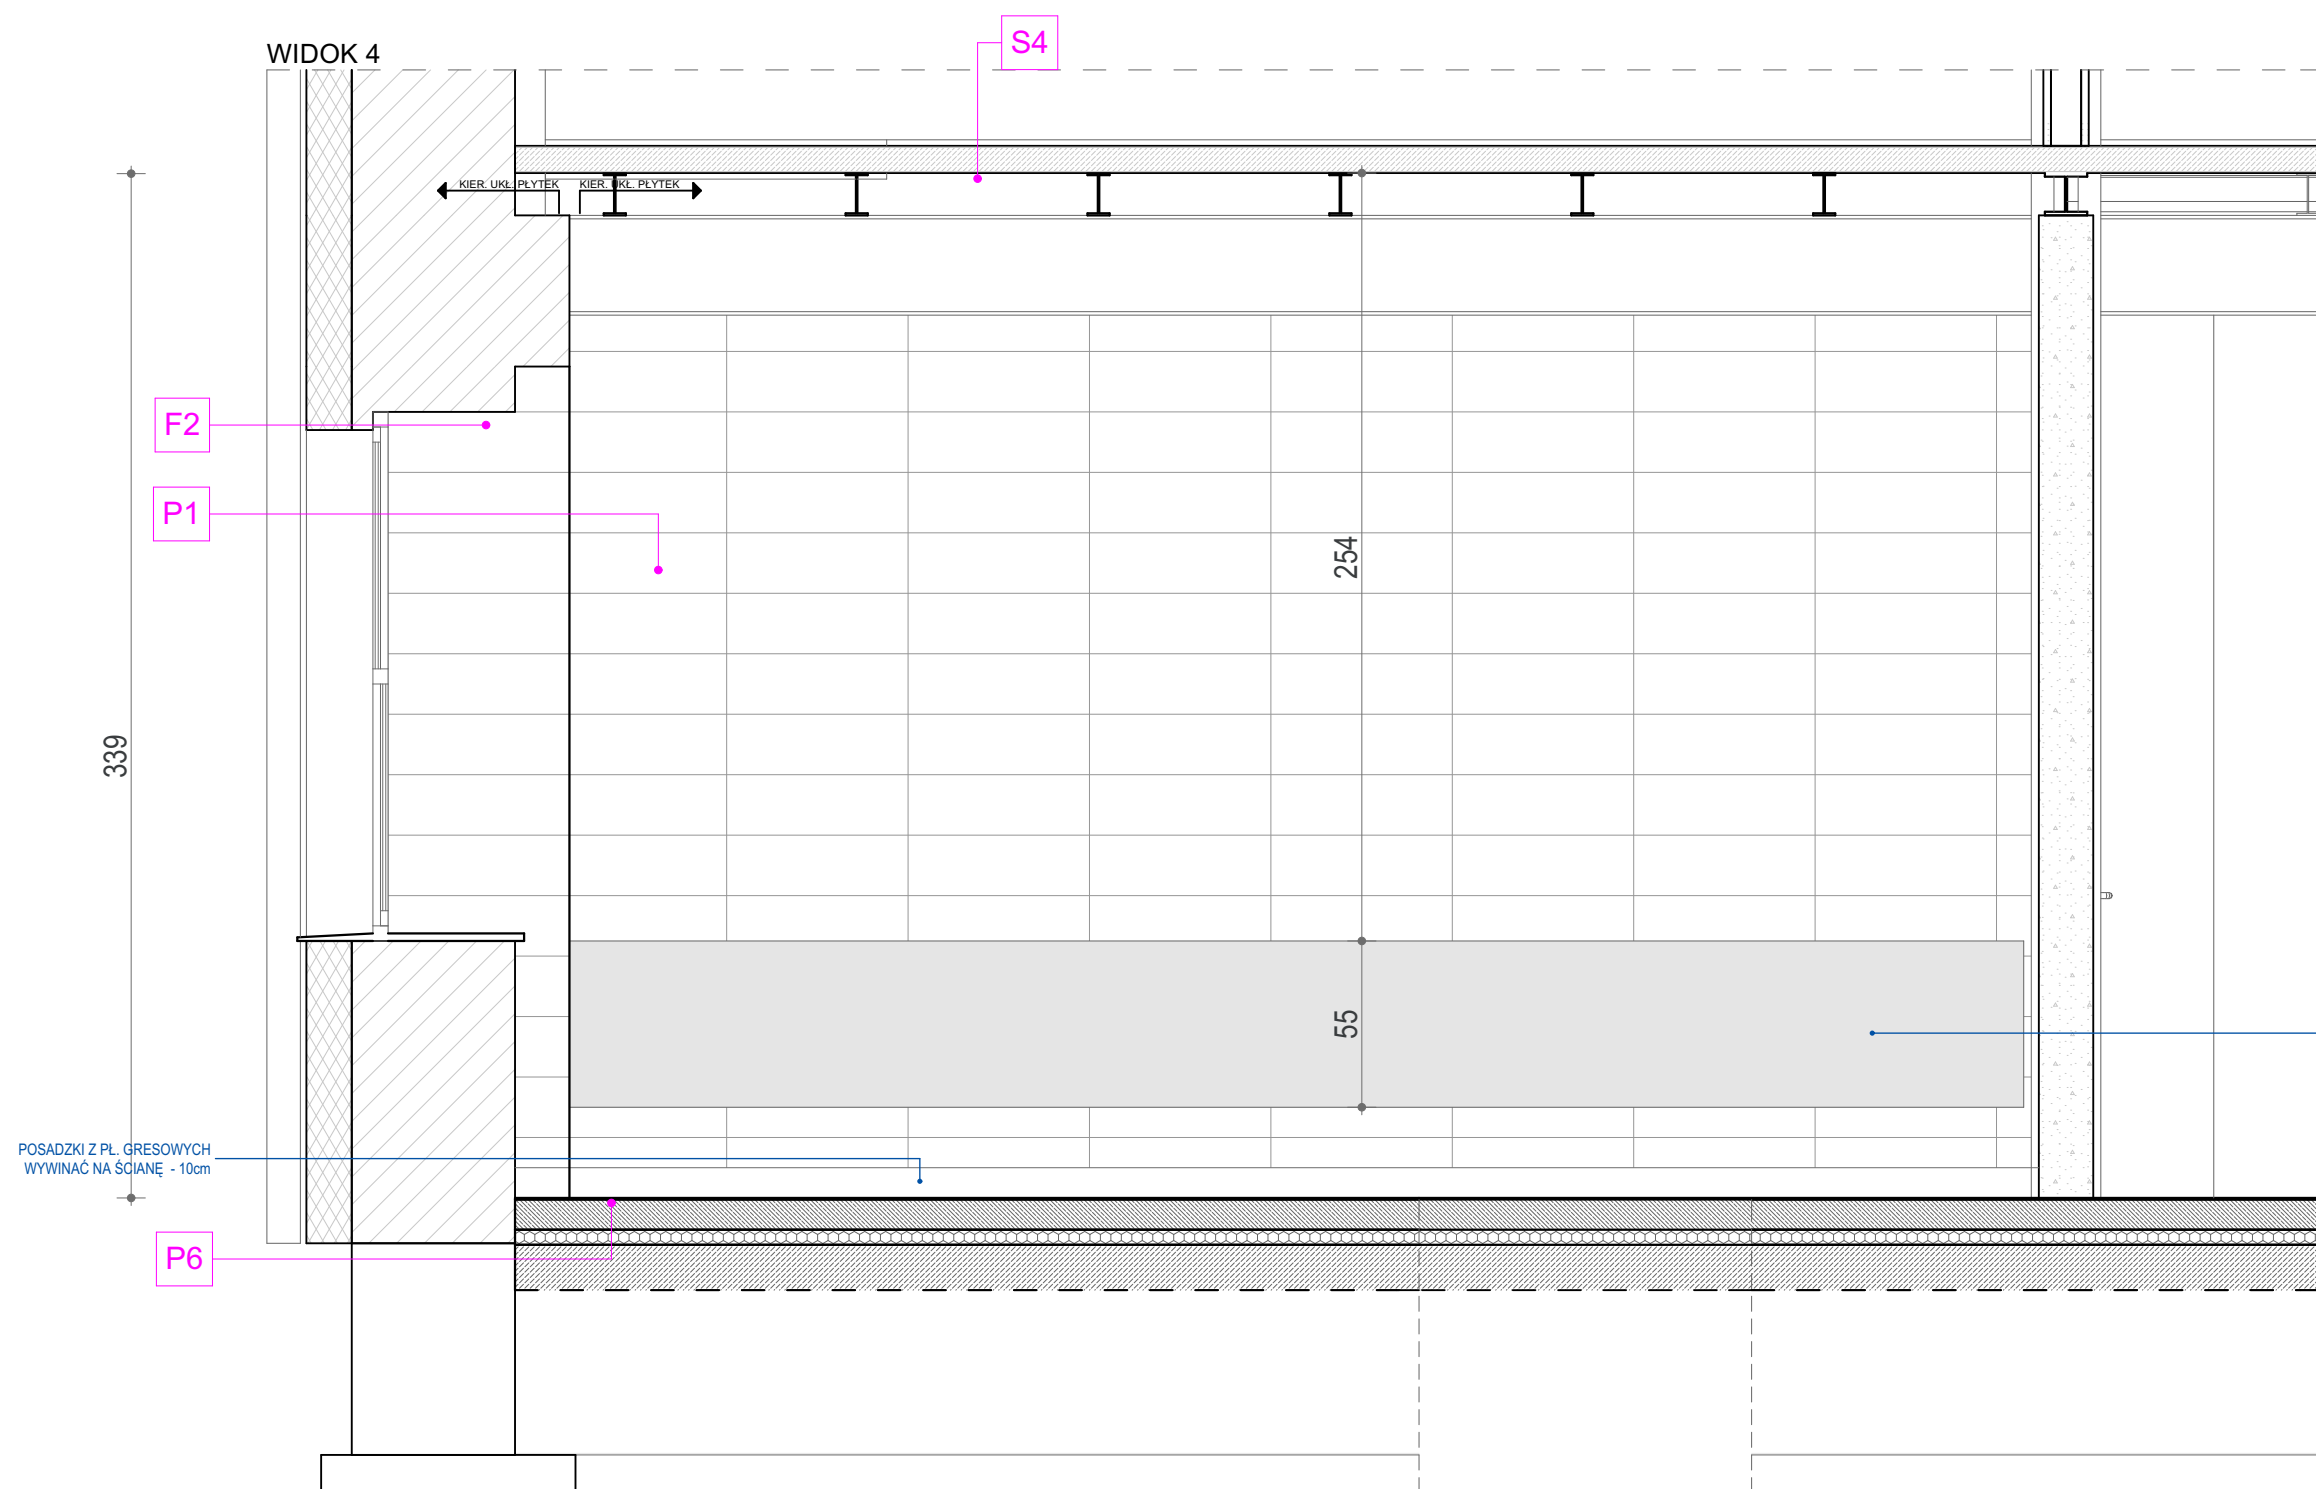 WIDOK 4
S4
KIER. UKŁ. PŁYTEK
KIER. UKŁ. PŁYTEK
F2
P1
254
339
55
POSADZKI Z PŁ. GRESOWYCH
WYWINAĆ NA ŚCIANĘ - 10cm
P6